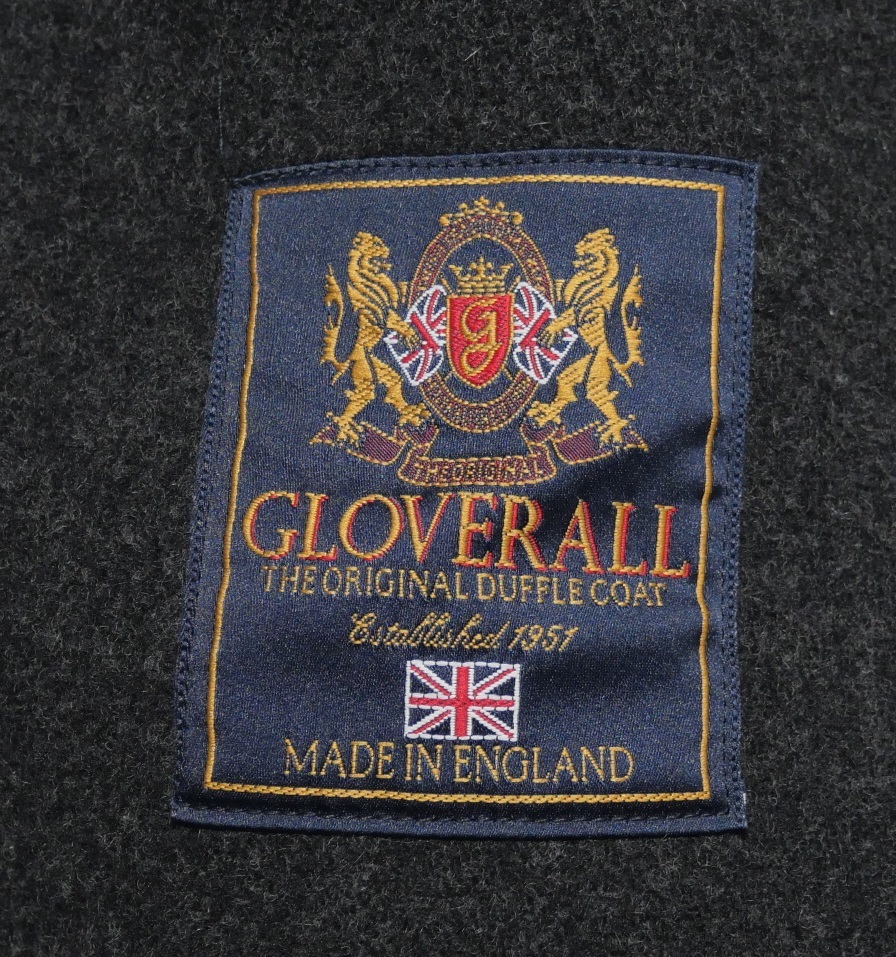 G
THE ORIGINAL
GLOVERALL
THE ORIGINAL DUFFLE COAT
Established 1951
MADE IN ENGLAND